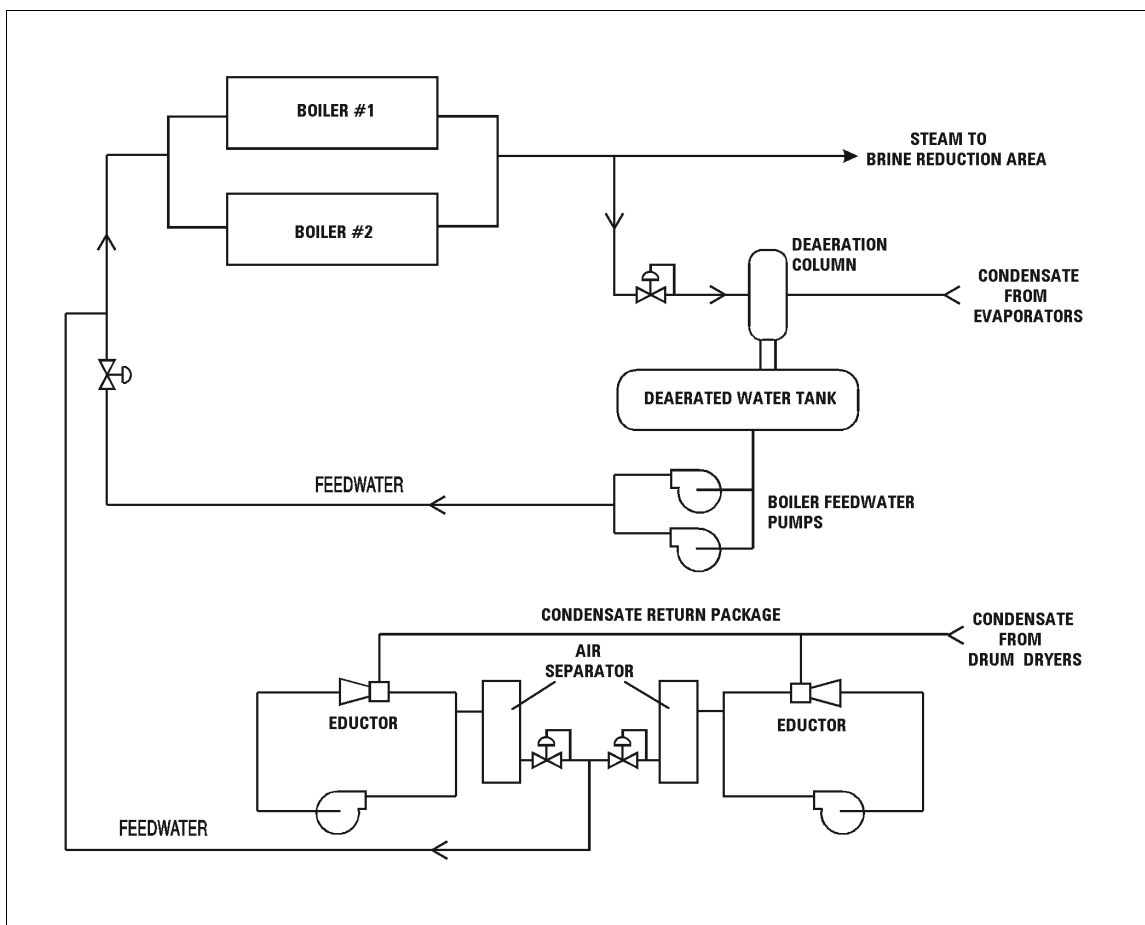 BOILER #1
STEAM TO
BRINE REDUCTION AREA
BOILER #2
DEAERATION
COLUMN
CONDENSATE
FROM
EVAPORATORS
DEAERATED WATER TANK
FEEDWATER
BOILER FEEDWATER
PUMPS
CONDENSATE RETURN PACKAGE
CONDENSATE
FROM
DRUM DRYERS
AIR
SEPARATOR
EDUCTOR
EDUCTOR
FEEDWATER